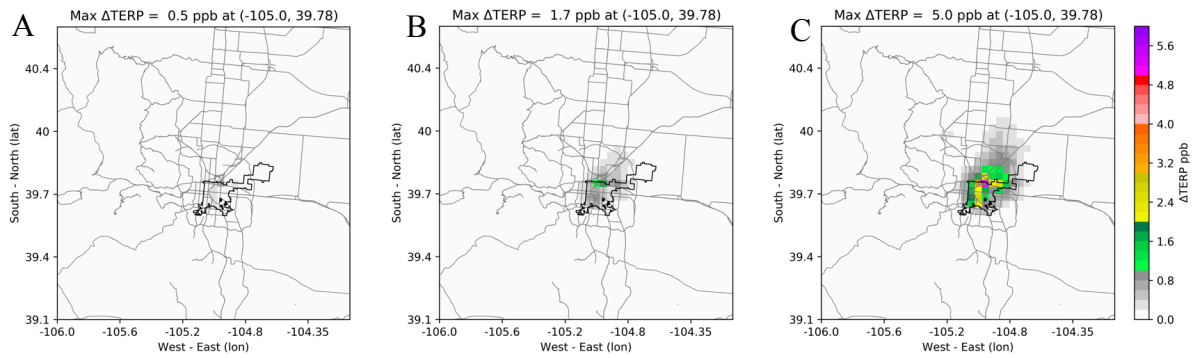 A
Max ΔTERP = 0.5 ppb at (-105.0, 39.78)
40.4
40
39.7
39.4
39.1
South - North (lat)
-106.0 -105.6 -105.2 -104.8 -104.35
West - East (lon)
B
Max ΔTERP = 1.7 ppb at (-105.0, 39.78)
40.4
40
39.7
39.4
39.1
South - North (lat)
-106.0 -105.6 -105.2 -104.8 -104.35
West - East (lon)
C
Max ΔTERP = 5.0 ppb at (-105.0, 39.78)
40.4
40
39.7
39.4
39.1
South - North (lat)
-106.0 -105.6 -105.2 -104.8 -104.35
West - East (lon)
5.6
4.8
4.0
3.2
2.4
1.6
0.8
0.0
ΔTERP ppb